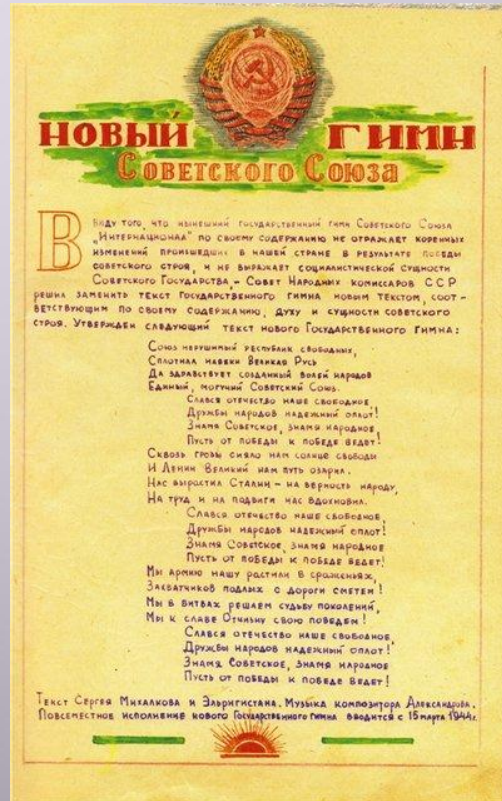 НОВЫЙ ГИМН
СОВЕТСКОГО СОЮЗА
ВВИДУ ТОГО, ЧТО НЫНЕШНИЙ ГОСУДАРСТВЕННЫЙ ГИМН СОВЕТСКОГО СОЮЗА
„ИНТЕРНАЦИОНАЛ" ПО СВОЕМУ СОДЕРЖАНИЮ НЕ ОТРАЖАЕТ КОРЕННЫХ
ИЗМЕНЕНИЙ ПРОИСШЕДШИХ В НАШЕЙ СТРАНЕ В РЕЗУЛЬТАТЕ ПОБЕДЫ
СОВЕТСКОГО СТРОЯ, И НЕ ВЫРАЖАЕТ СОЦИАЛИСТИЧЕСКОЙ СУЩНОСТИ
СОВЕТСКОГО ГОСУДАРСТВА,- СОВЕТ НАРОДНЫХ КОМИССАРОВ ССР
РЕШИЛ ЗАМЕНИТЬ ТЕКСТ ГОСУДАРСТВЕННОГО ГИМНА НОВЫМ ТЕКСТОМ, СООТ-
ВЕТСТВУЮЩИМ ПО СВОЕМУ СОДЕРЖАНИЮ, ДУХУ И СУЩНОСТИ СОВЕТСКОГО
СТРОЯ. УТВЕРЖДЕН СЛЕДУЮЩИЙ ТЕКСТ НОВОГО ГОСУДАРСТВЕННОГО ГИМНА:
СОЮЗ НЕРУШИМЫЙ РЕСПУБЛИК СВОБОДНЫХ,
СПЛОТИЛА НАВЕКИ ВЕЛИКАЯ РУСЬ
ДА ЗДРАВСТВУЕТ СОЗДАННЫЙ ВОЛЕЙ НАРОДОВ
ЕДИНЫЙ, МОГУЧИЙ СОВЕТСКИЙ СОЮЗ.
СЛАВСЯ ОТЕЧЕСТВО НАШЕ СВОБОДНОЕ
ДРУЖБЫ НАРОДОВ НАДЕЖНЫЙ ОПЛОТ!
ЗНАМЯ СОВЕТСКОЕ, ЗНАМЯ НАРОДНОЕ,
ПУСТЬ ОТ ПОБЕДЫ К ПОБЕДЕ ВЕДЕТ!
СКВОЗЬ ГРОЗЫ СИЯЛО НАМ СОЛНЦЕ СВОБОДЫ
И ЛЕНИН ВЕЛИКИЙ НАМ ПУТЬ ОЗАРИЛ.
НАС ВЫРАСТИЛ СТАЛИН – НА ВЕРНОСТЬ НАРОДУ,
НА ТРУД И НА ПОДВИГИ НАС ВДОХНОВИЛ.
СЛАВСЯ ОТЕЧЕСТВО НАШЕ СВОБОДНОЕ,
ДРУЖБЫ НАРОДОВ НАДЕЖНЫЙ ОПЛОТ!
ЗНАМЯ СОВЕТСКОЕ, ЗНАМЯ НАРОДНОЕ
ПУСТЬ ОТ ПОБЕДЫ К ПОБЕДЕ ВЕДЕТ!
МЫ АРМИЮ НАШУ РАСТИЛИ В СРАЖЕНЬЯХ,
ЗАХВАТЧИКОВ ПОДЛЫХ С ДОРОГИ СМЕТЕМ!
МЫ В БИТВАХ РЕШАЕМ СУДЬБУ ПОКОЛЕНИЙ,
МЫ К СЛАВЕ ОТЧИЗНУ СВОЮ ПОВЕДЕМ!
СЛАВСЯ ОТЕЧЕСТВО НАШЕ СВОБОДНОЕ
ДРУЖБЫ НАРОДОВ НАДЕЖНЫЙ ОПЛОТ!
ЗНАМЯ СОВЕТСКОЕ, ЗНАМЯ НАРОДНОЕ
ПУСТЬ ОТ ПОБЕДЫ К ПОБЕДЕ ВЕДЕТ!
ТЕКСТ СЕРГЕЯ МИХАЛКОВА И ЭЛЬРИГИСТАНА. МУЗЫКА КОМПОЗИТОРА АЛЕКСАНДРОВА.
ПОВСЕМЕСТНОЕ ИСПОЛНЕНИЕ НОВОГО ГОСУДАРСТВЕННОГО ГИМНА ВВОДИТСЯ С 15 МАРТА 1944г.